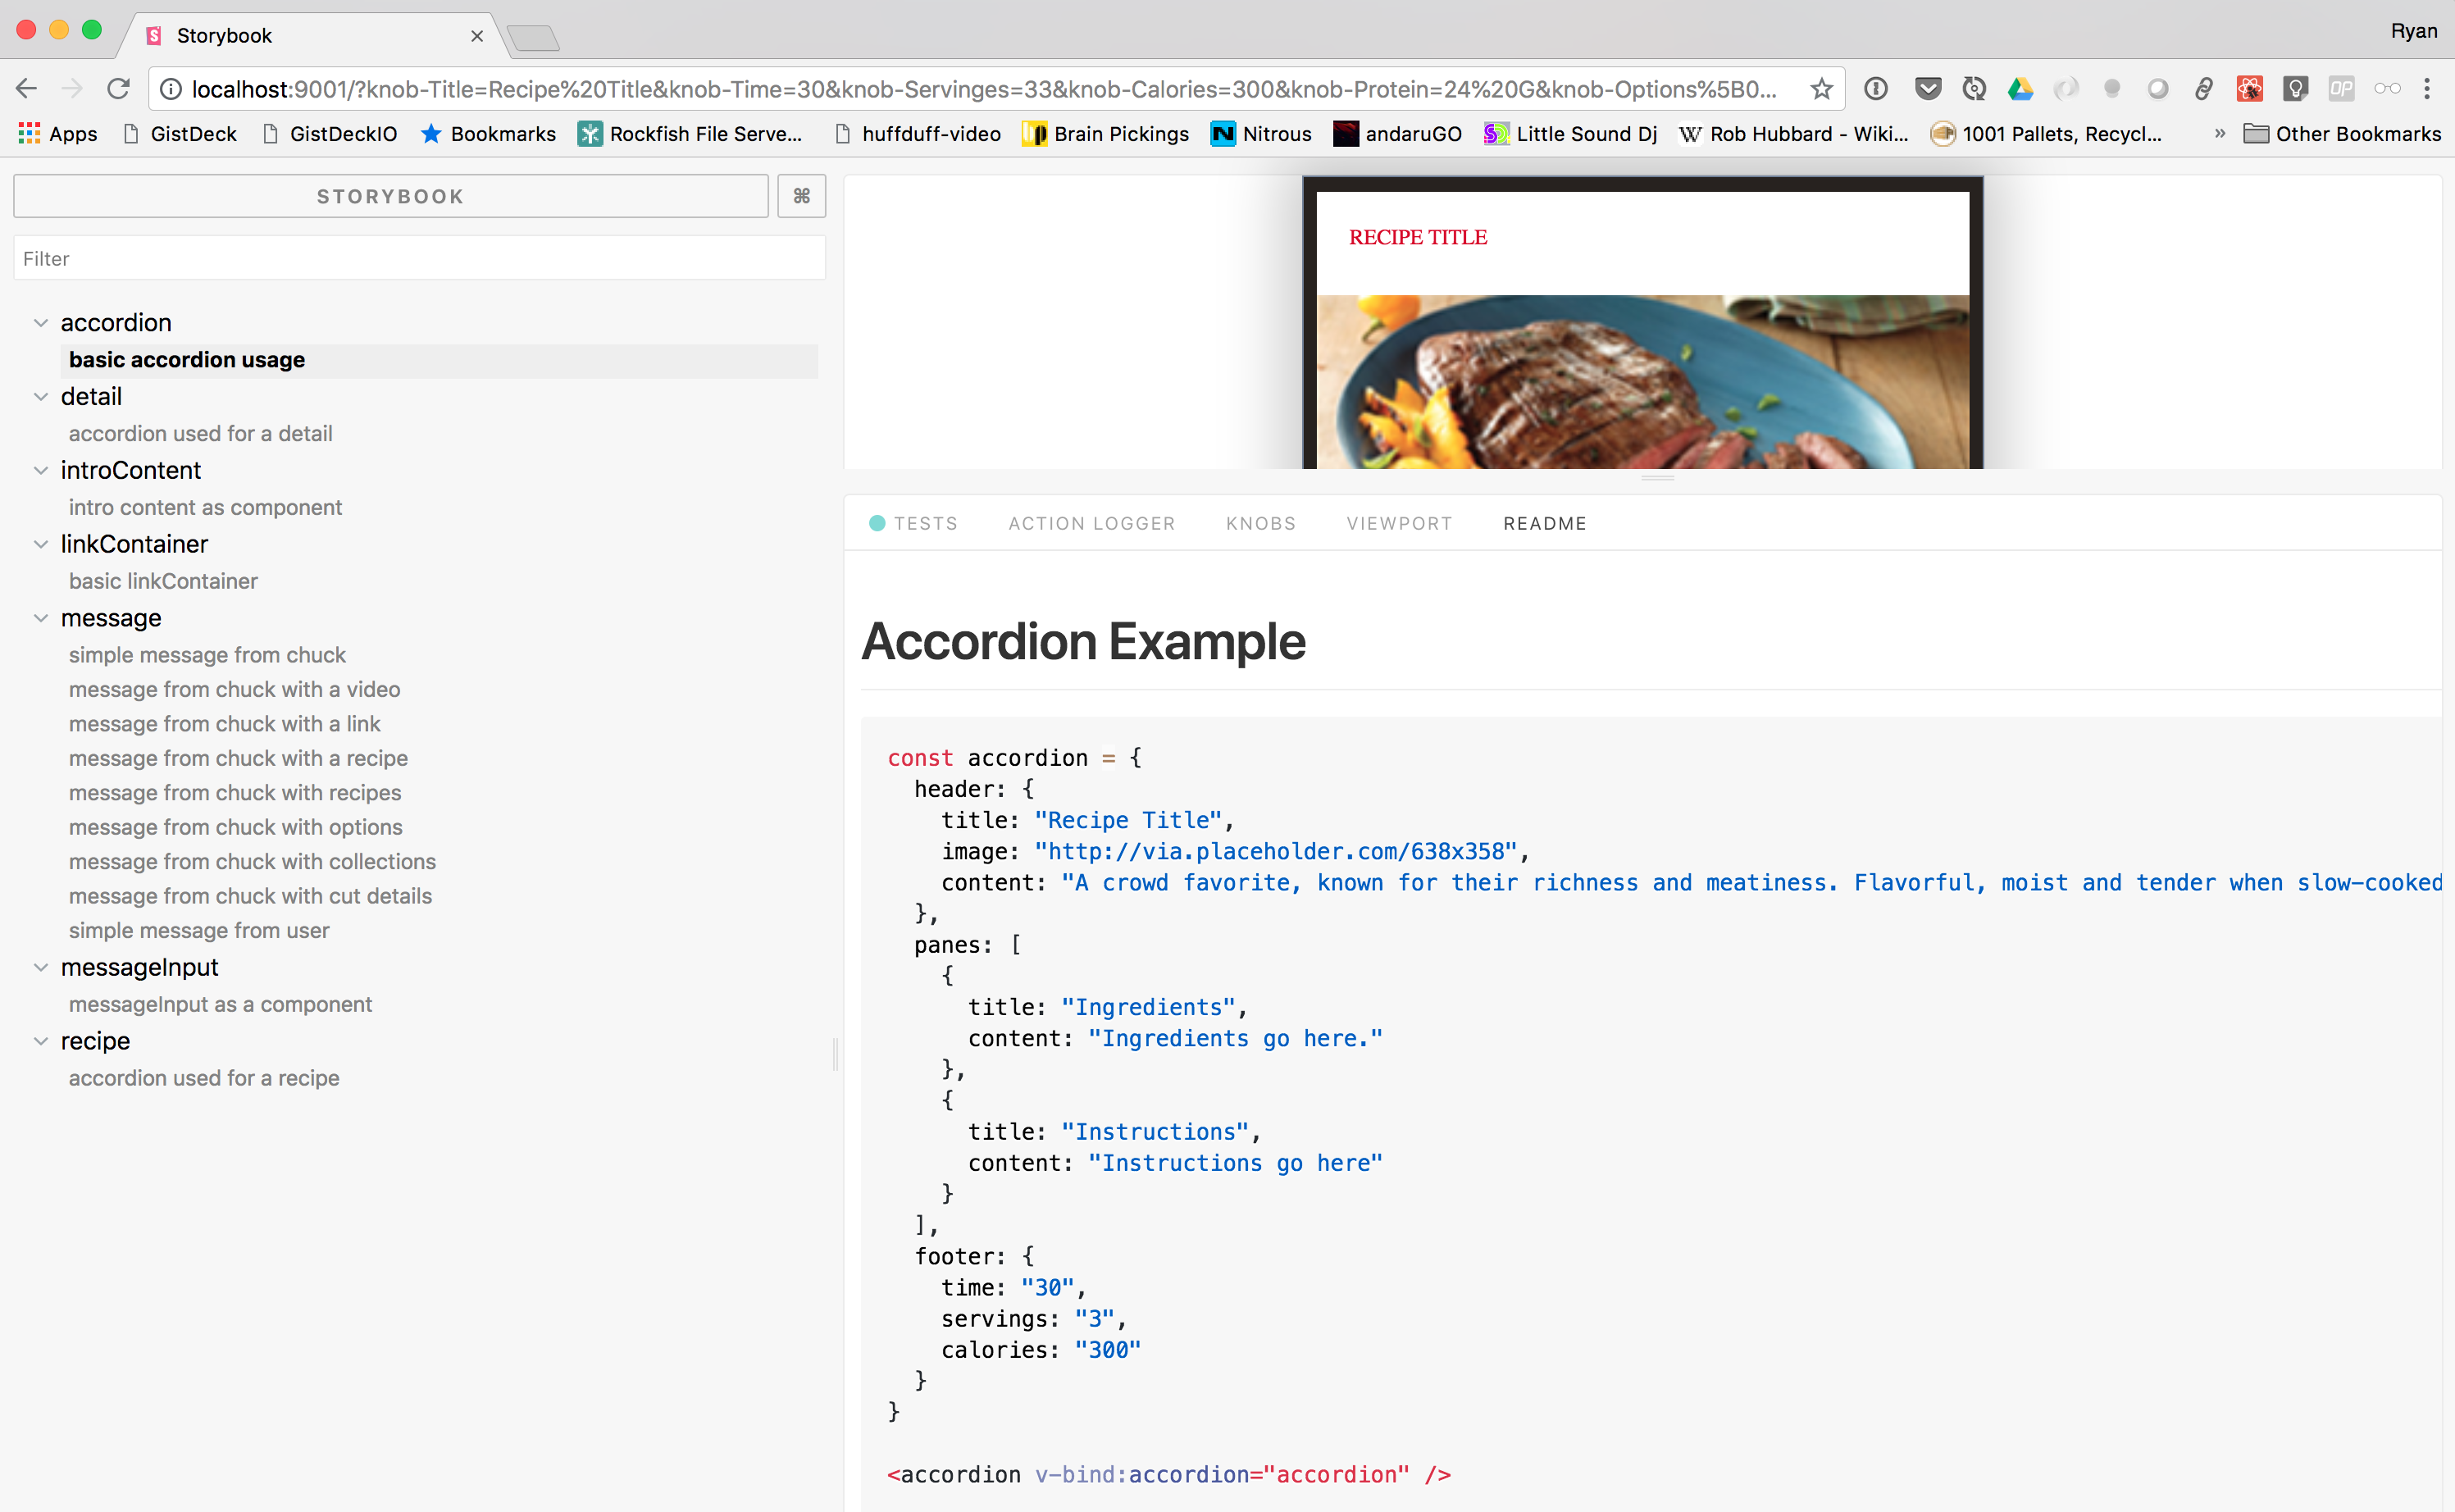 Storybook
Ryan
localhost:9001/?knob-Title=Recipe%20Title&knob-Time=30&knob-Servinges=33&knob-Calories=300&knob-Protein=24%20G&knob-Options%5B0...
Apps GistDeck GistDeckIO Bookmarks Rockfish File Serve... huffduff-video Brain Pickings Nitrous andaruGO Little Sound Dj Rob Hubbard - Wiki... 1001 Pallets, Recycl... » Other Bookmarks
STORYBOOK ⌘
Filter
accordion
basic accordion usage
detail
accordion used for a detail
introContent
intro content as component
linkContainer
basic linkContainer
message
simple message from chuck
message from chuck with a video
message from chuck with a link
message from chuck with a recipe
message from chuck with recipes
message from chuck with options
message from chuck with collections
message from chuck with cut details
simple message from user
messageInput
messageInput as a component
recipe
accordion used for a recipe
RECIPE TITLE
TESTS ACTION LOGGER KNOBS VIEWPORT README
Accordion Example
const accordion = {
header: {
title: "Recipe Title",
image: "http://via.placeholder.com/638x358",
content: "A crowd favorite, known for their richness and meatiness. Flavorful, moist and tender when slow-cooked
},
panes: [
{
title: "Ingredients",
content: "Ingredients go here."
},
{
title: "Instructions",
content: "Instructions go here"
}
],
footer: {
time: "30",
servings: "3",
calories: "300"
}
}
<accordion v-bind:accordion="accordion" />